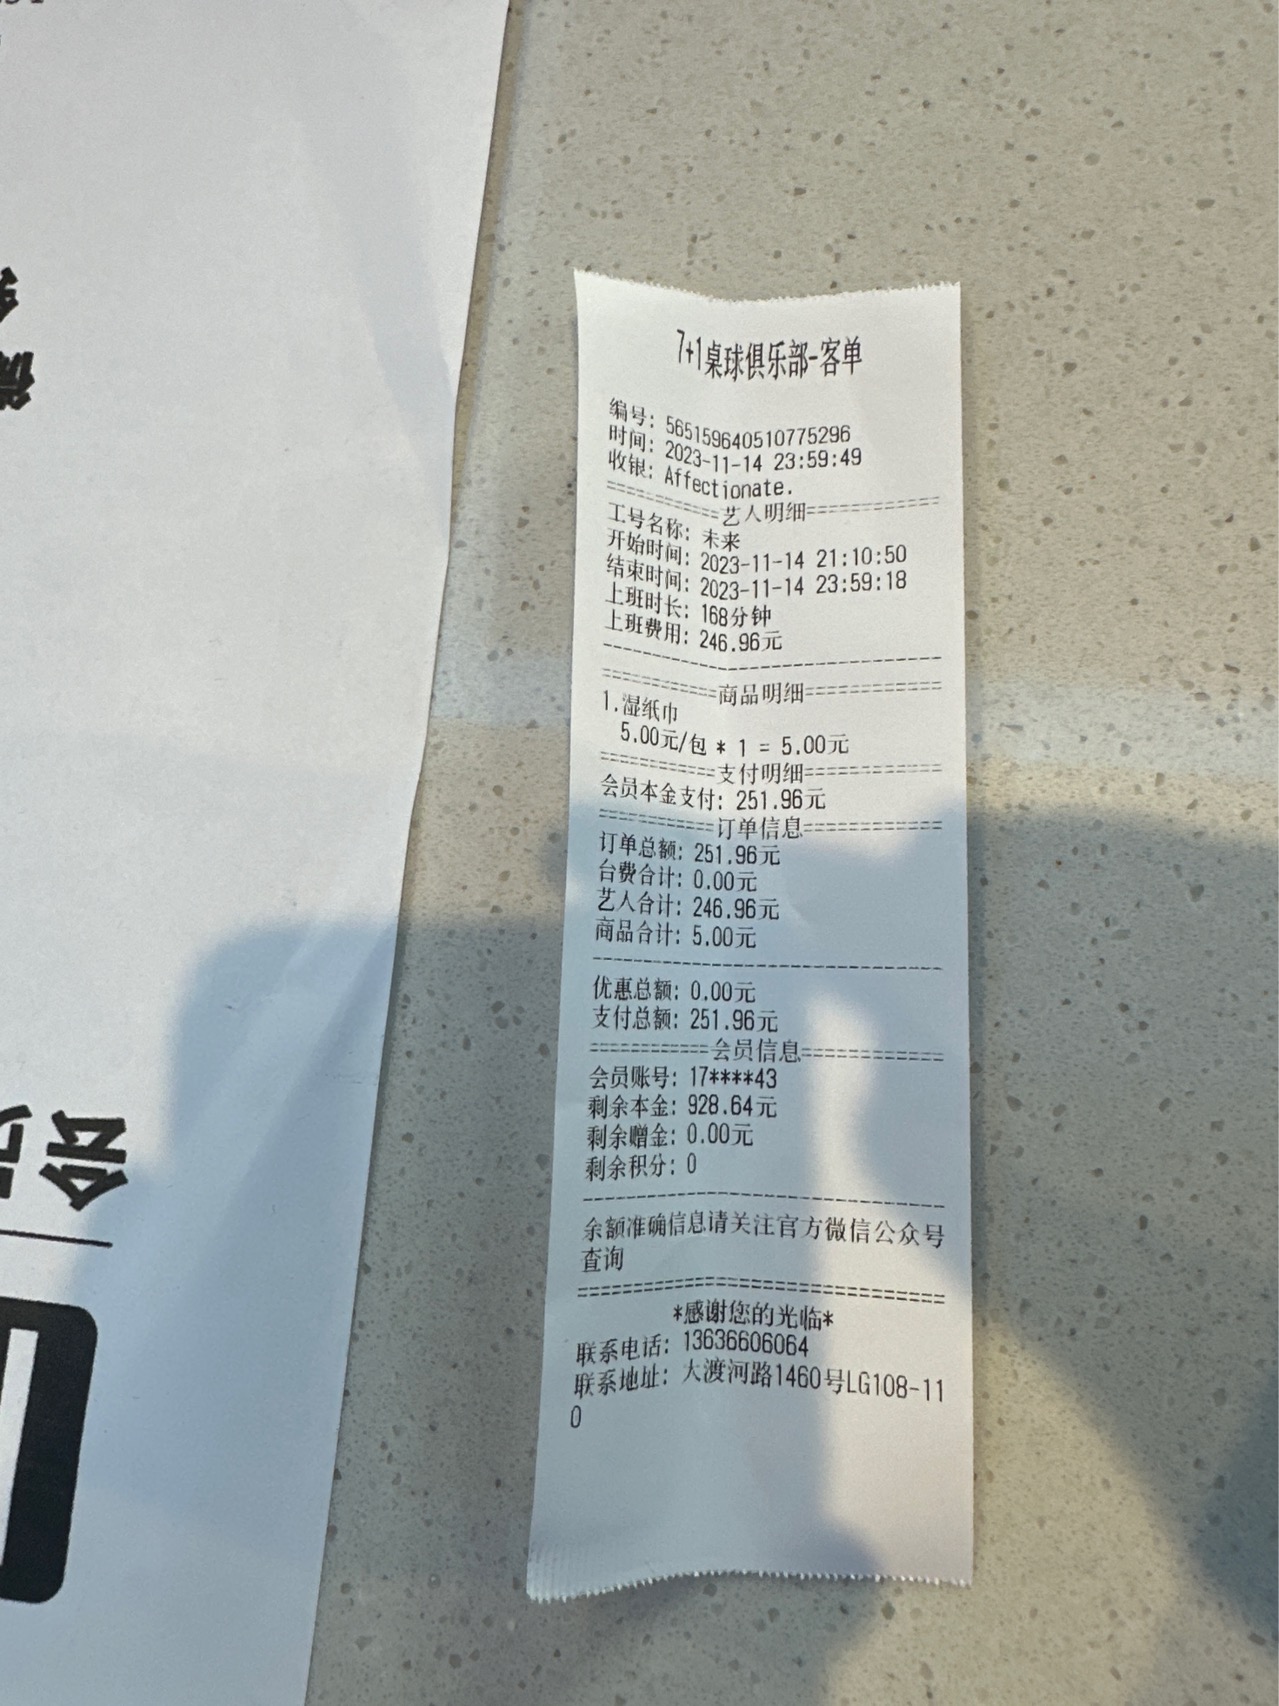 7+1桌球俱乐部-客单
编号: 565159640510775296
时间: 2023-11-14 23:59:49
收银: Affectionate.
==========艺人明细============
工号名称: 未来
开始时间: 2023-11-14 21:10:50
结束时间: 2023-11-14 23:59:18
上班时长: 168分钟
上班费用: 246.96元
------------------------------
==========商品明细============
1.湿纸巾
5.00元/包 * 1 = 5.00元
==========支付明细============
会员本金支付: 251.96元
==========订单信息============
订单总额: 251.96元
台费合计: 0.00元
艺人合计: 246.96元
商品合计: 5.00元
------------------------------
优惠总额: 0.00元
支付总额: 251.96元
==========会员信息============
会员账号: 17****43
剩余本金: 928.64元
剩余赠金: 0.00元
剩余积分: 0
------------------------------
余额准确信息请关注官方微信公众号
查询
==============================
*感谢您的光临*
联系电话: 13636606064
联系地址: 大渡河路1460号LG108-11
0
会